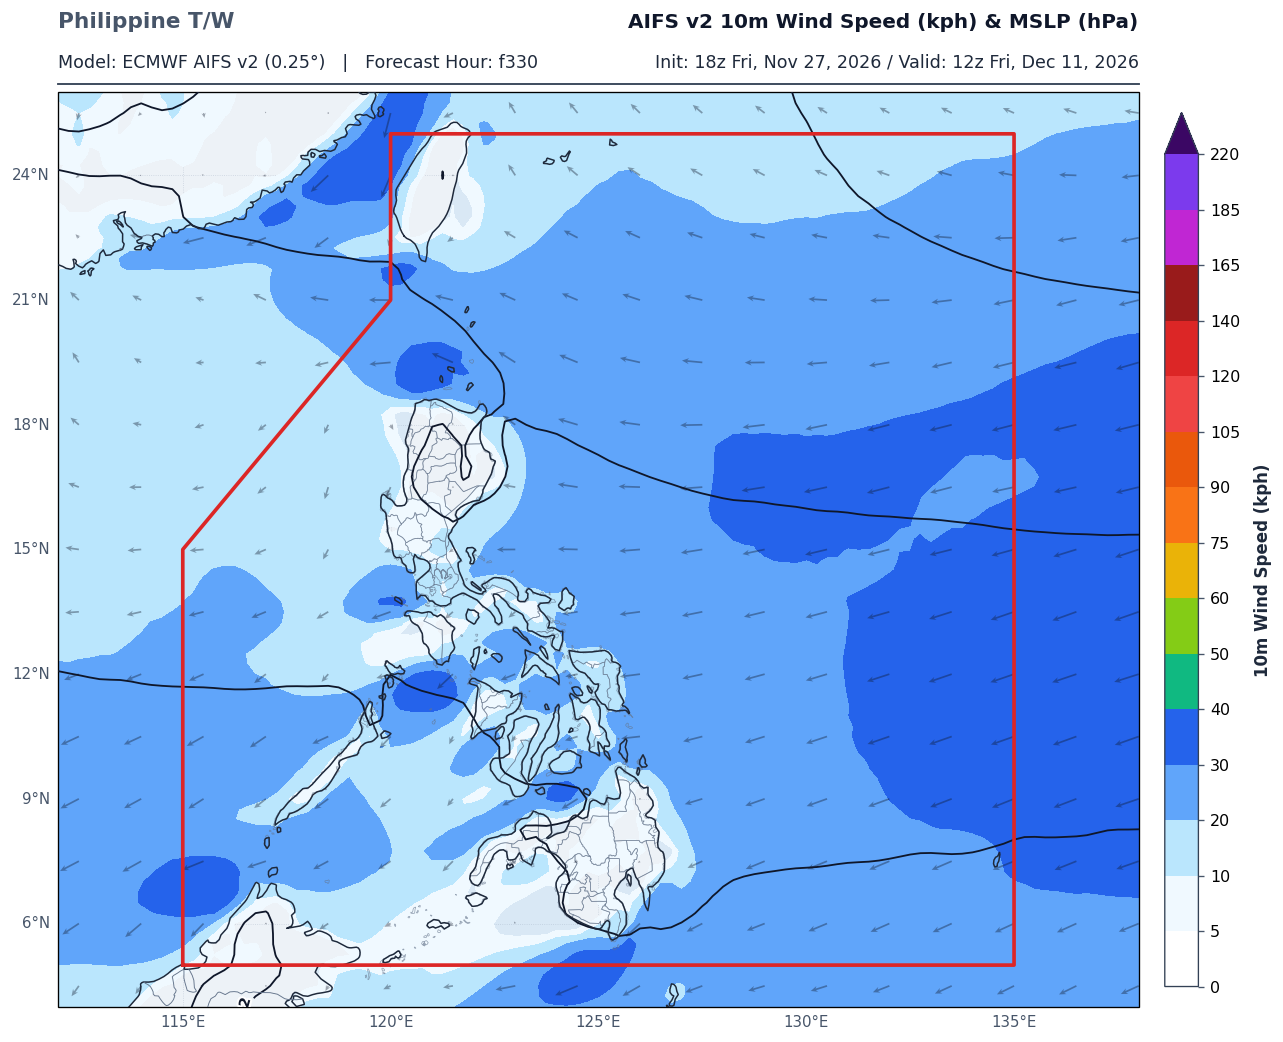 Philippine T/W
AIFS v2 10m Wind Speed (kph) & MSLP (hPa)
Model: ECMWF AIFS v2 (0.25°) | Forecast Hour: f330
Init: 18z Fri, Nov 27, 2026 / Valid: 12z Fri, Dec 11, 2026
24°N
21°N
18°N
15°N
12°N
9°N
6°N
115°E
120°E
125°E
130°E
135°E
220
185
165
140
120
105
90
75
60
50
40
30
20
10
5
0
10m Wind Speed (kph)